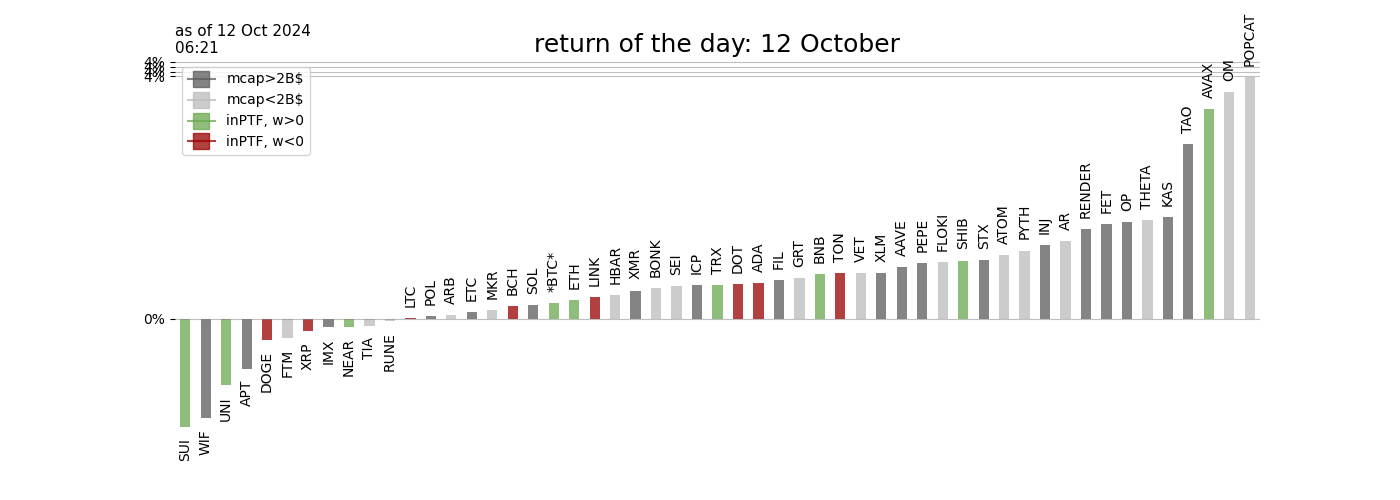 as of 12 Oct 2024
06:21
return of the day: 12 October
4%
4%
4%
4%
0%
mcap>2B$
mcap<2B$
inPTF, w>0
inPTF, w<0
SUI
WIF
UNI
APT
DOGE
FTM
XRP
IMX
NEAR
TIA
RUNE
LTC
POL
ARB
ETC
MKR
BCH
SOL
*BTC*
ETH
LINK
HBAR
XMR
BONK
SEI
ICP
TRX
DOT
ADA
FIL
GRT
BNB
TON
VET
XLM
AAVE
PEPE
FLOKI
SHIB
STX
ATOM
PYTH
INJ
AR
RENDER
FET
OP
THETA
KAS
TAO
AVAX
OM
POPCAT